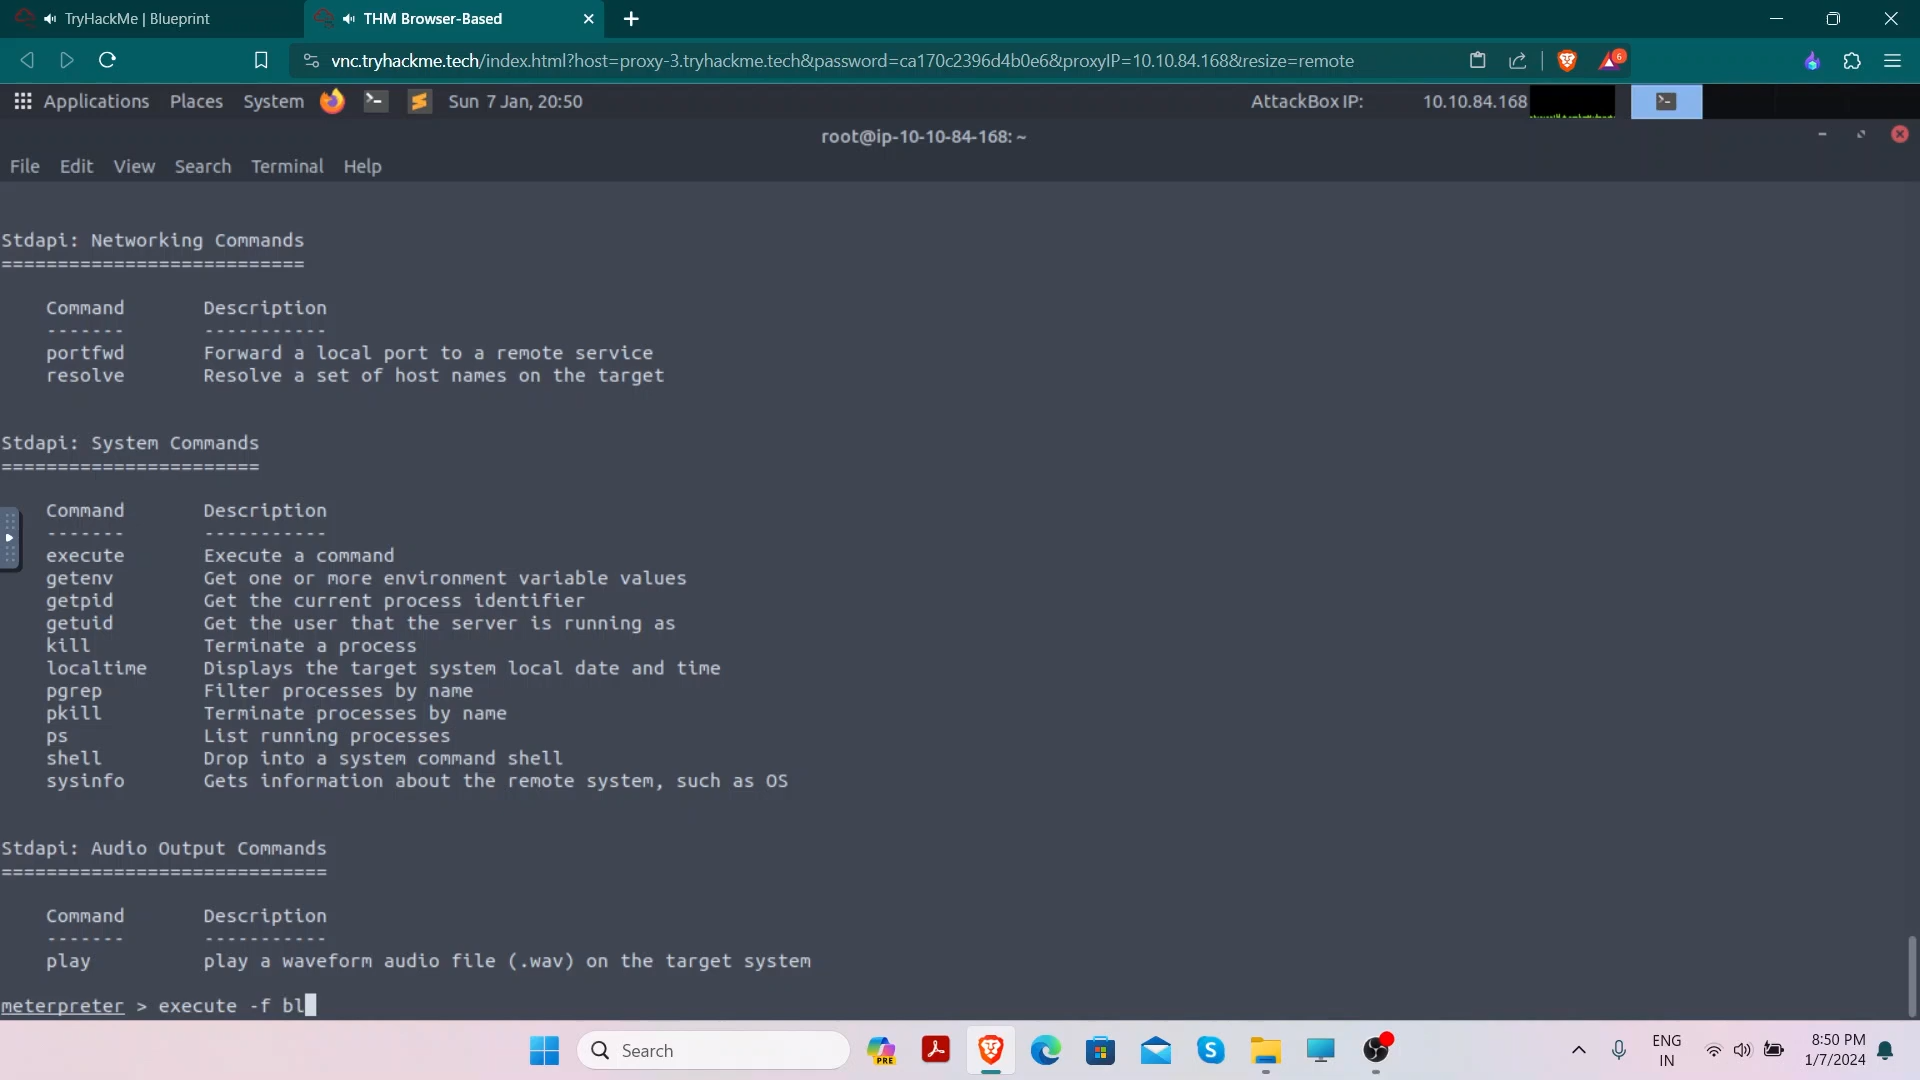 TryHackMe | Blueprint
THM Browser-Based
vnc.tryhackme.tech/index.html?host=proxy-3.tryhackme.tech&password=ca170c2396d4b0e6&proxyIP=10.10.84.168&resize=remote
6
Applications Places System Sun 7 Jan, 20:50 AttackBox IP: 10.10.84.168
root@ip-10-10-84-168: ~
File Edit View Search Terminal Help
Stdapi: Networking Commands
===========================
Command Description
------- -----------
portfwd Forward a local port to a remote service
resolve Resolve a set of host names on the target
Stdapi: System Commands
=======================
Command Description
------- -----------
execute Execute a command
getenv Get one or more environment variable values
getpid Get the current process identifier
getuid Get the user that the server is running as
kill Terminate a process
localtime Displays the target system local date and time
pgrep Filter processes by name
pkill Terminate processes by name
ps List running processes
shell Drop into a system command shell
sysinfo Gets information about the remote system, such as OS
Stdapi: Audio Output Commands
=============================
Command Description
------- -----------
play play a waveform audio file (.wav) on the target system
meterpreter > execute -f bl
Search
PRE
ENG
IN
8:50 PM
1/7/2024